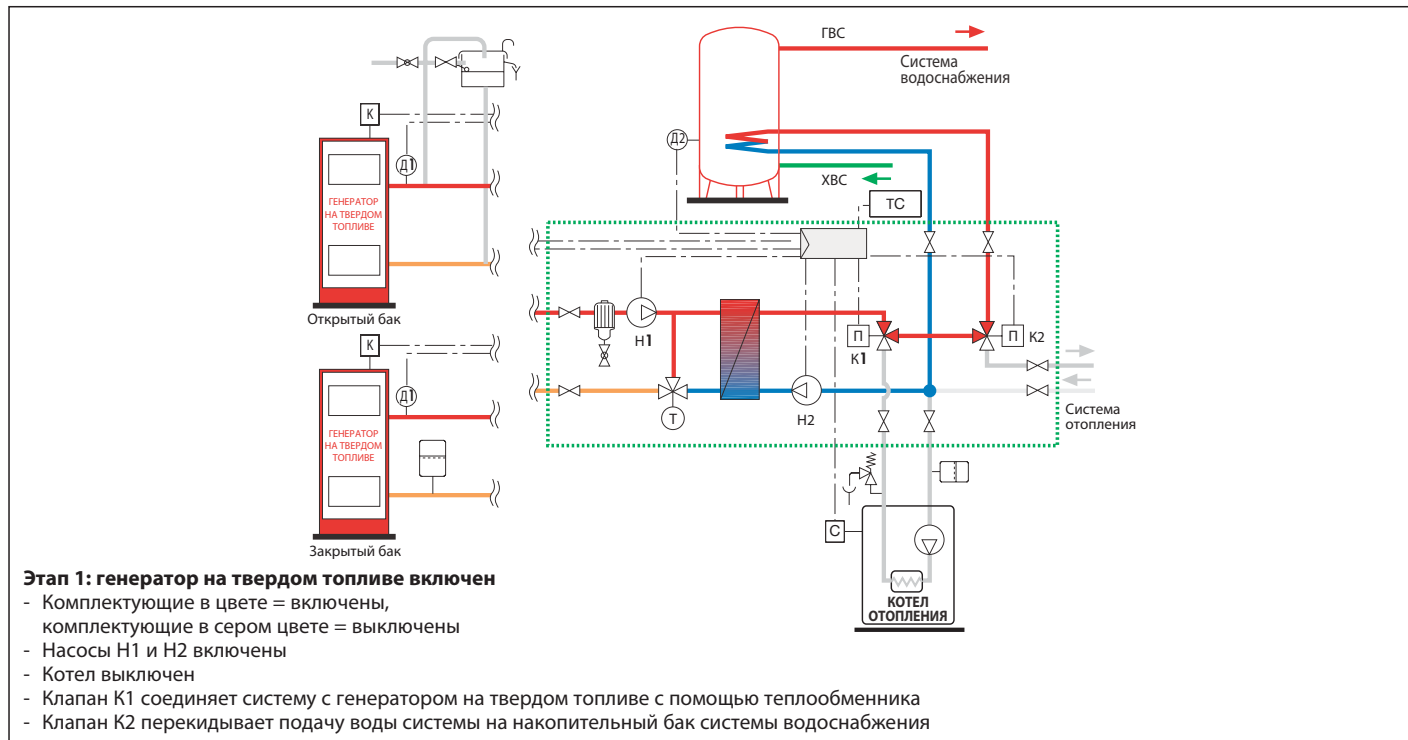 ГВС
Система
водоснабжения
К
Д1
Д2
ГЕНЕРАТОР
НА ТВЕРДОМ
ТОПЛИВЕ
ХВС
ТС
Открытый бак
Н1
П
К1
П
К2
К
Д1
Т
Н2
Система
отопления
ГЕНЕРАТОР
НА ТВЕРДОМ
ТОПЛИВЕ
С
Закрытый бак
КОТЕЛ
ОТОПЛЕНИЯ
Этап 1: генератор на твердом топливе включен
- Комплектующие в цвете = включены,
комплектующие в сером цвете = выключены
- Насосы Н1 и Н2 включены
- Котел выключен
- Клапан К1 соединяет систему с генератором на твердом топливе с помощью теплообменника
- Клапан К2 перекидывает подачу воды системы на накопительный бак системы водоснабжения